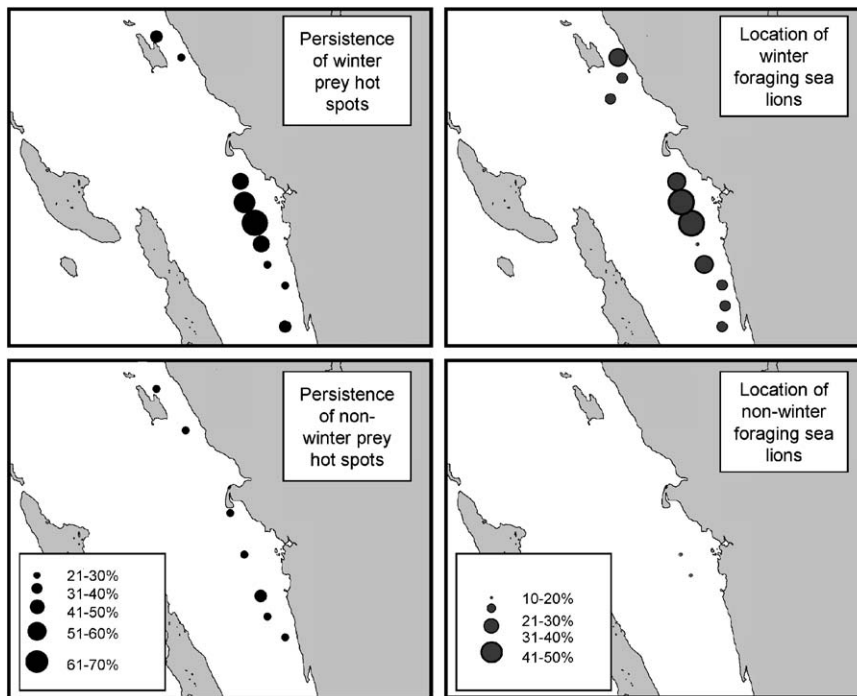 Persistence
of winter
prey hot
spots
Location of
winter
foraging sea
lions
Persistence
of non-
winter prey
hot spots
Location of
non-winter
foraging sea
lions
21-30%
31-40%
41-50%
51-60%
61-70%
10-20%
21-30%
31-40%
41-50%